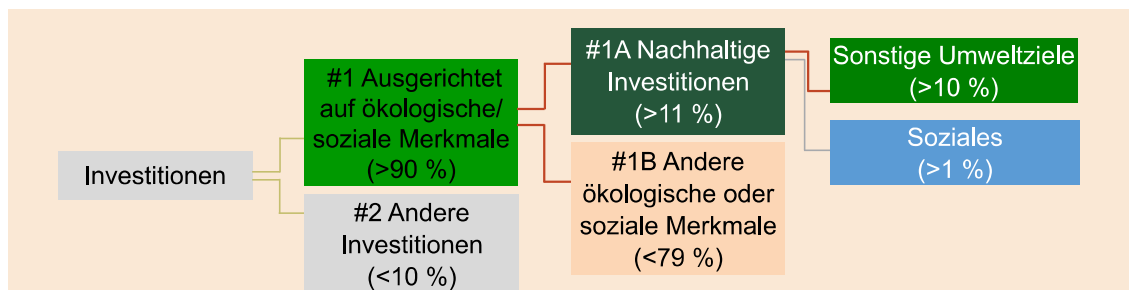 Investitionen
#1 Ausgerichtet
auf ökologische/
soziale Merkmale
(>90 %)
#2 Andere
Investitionen
(<10 %)
#1A Nachhaltige
Investitionen
(>11 %)
#1B Andere
ökologische oder
soziale Merkmale
(<79 %)
Sonstige Umweltziele
(>10 %)
Soziales
(>1 %)